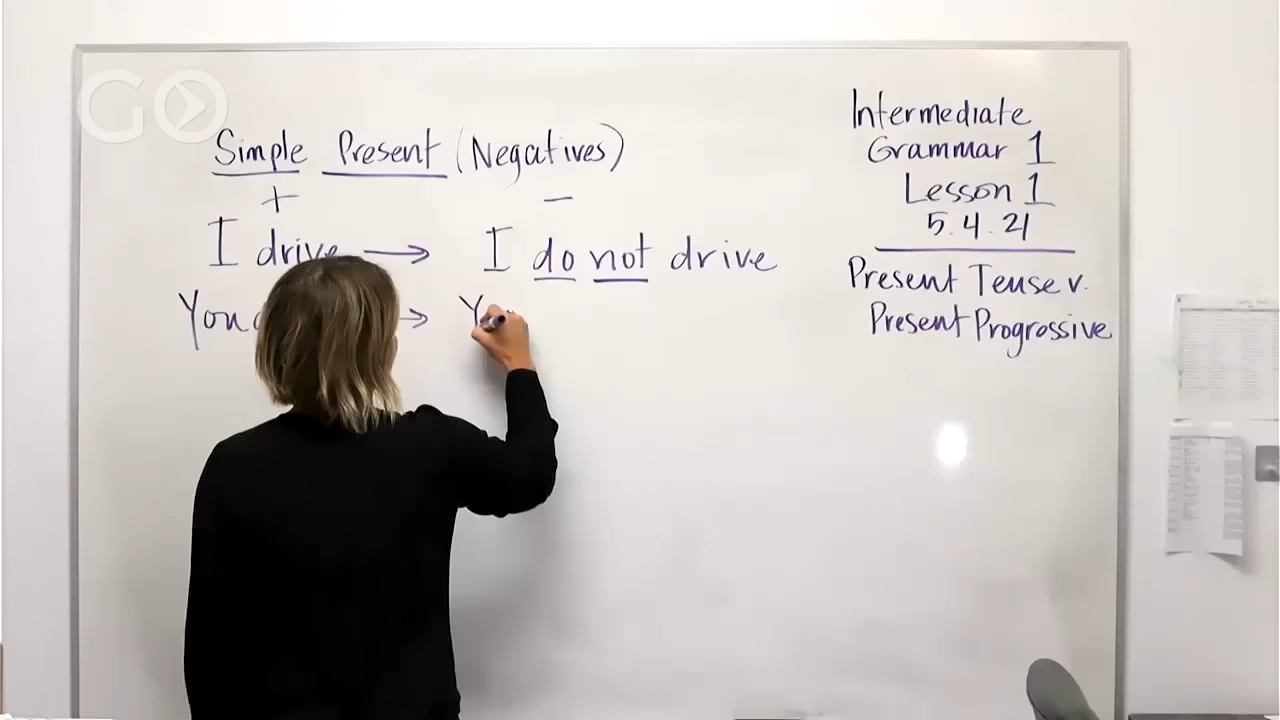 GO
Simple Present (Negatives)
+ -
I drive → I do not drive
You → Y
Intermediate
Grammar 1
Lesson 1
5.4.21
Present Tense v.
Present Progressive